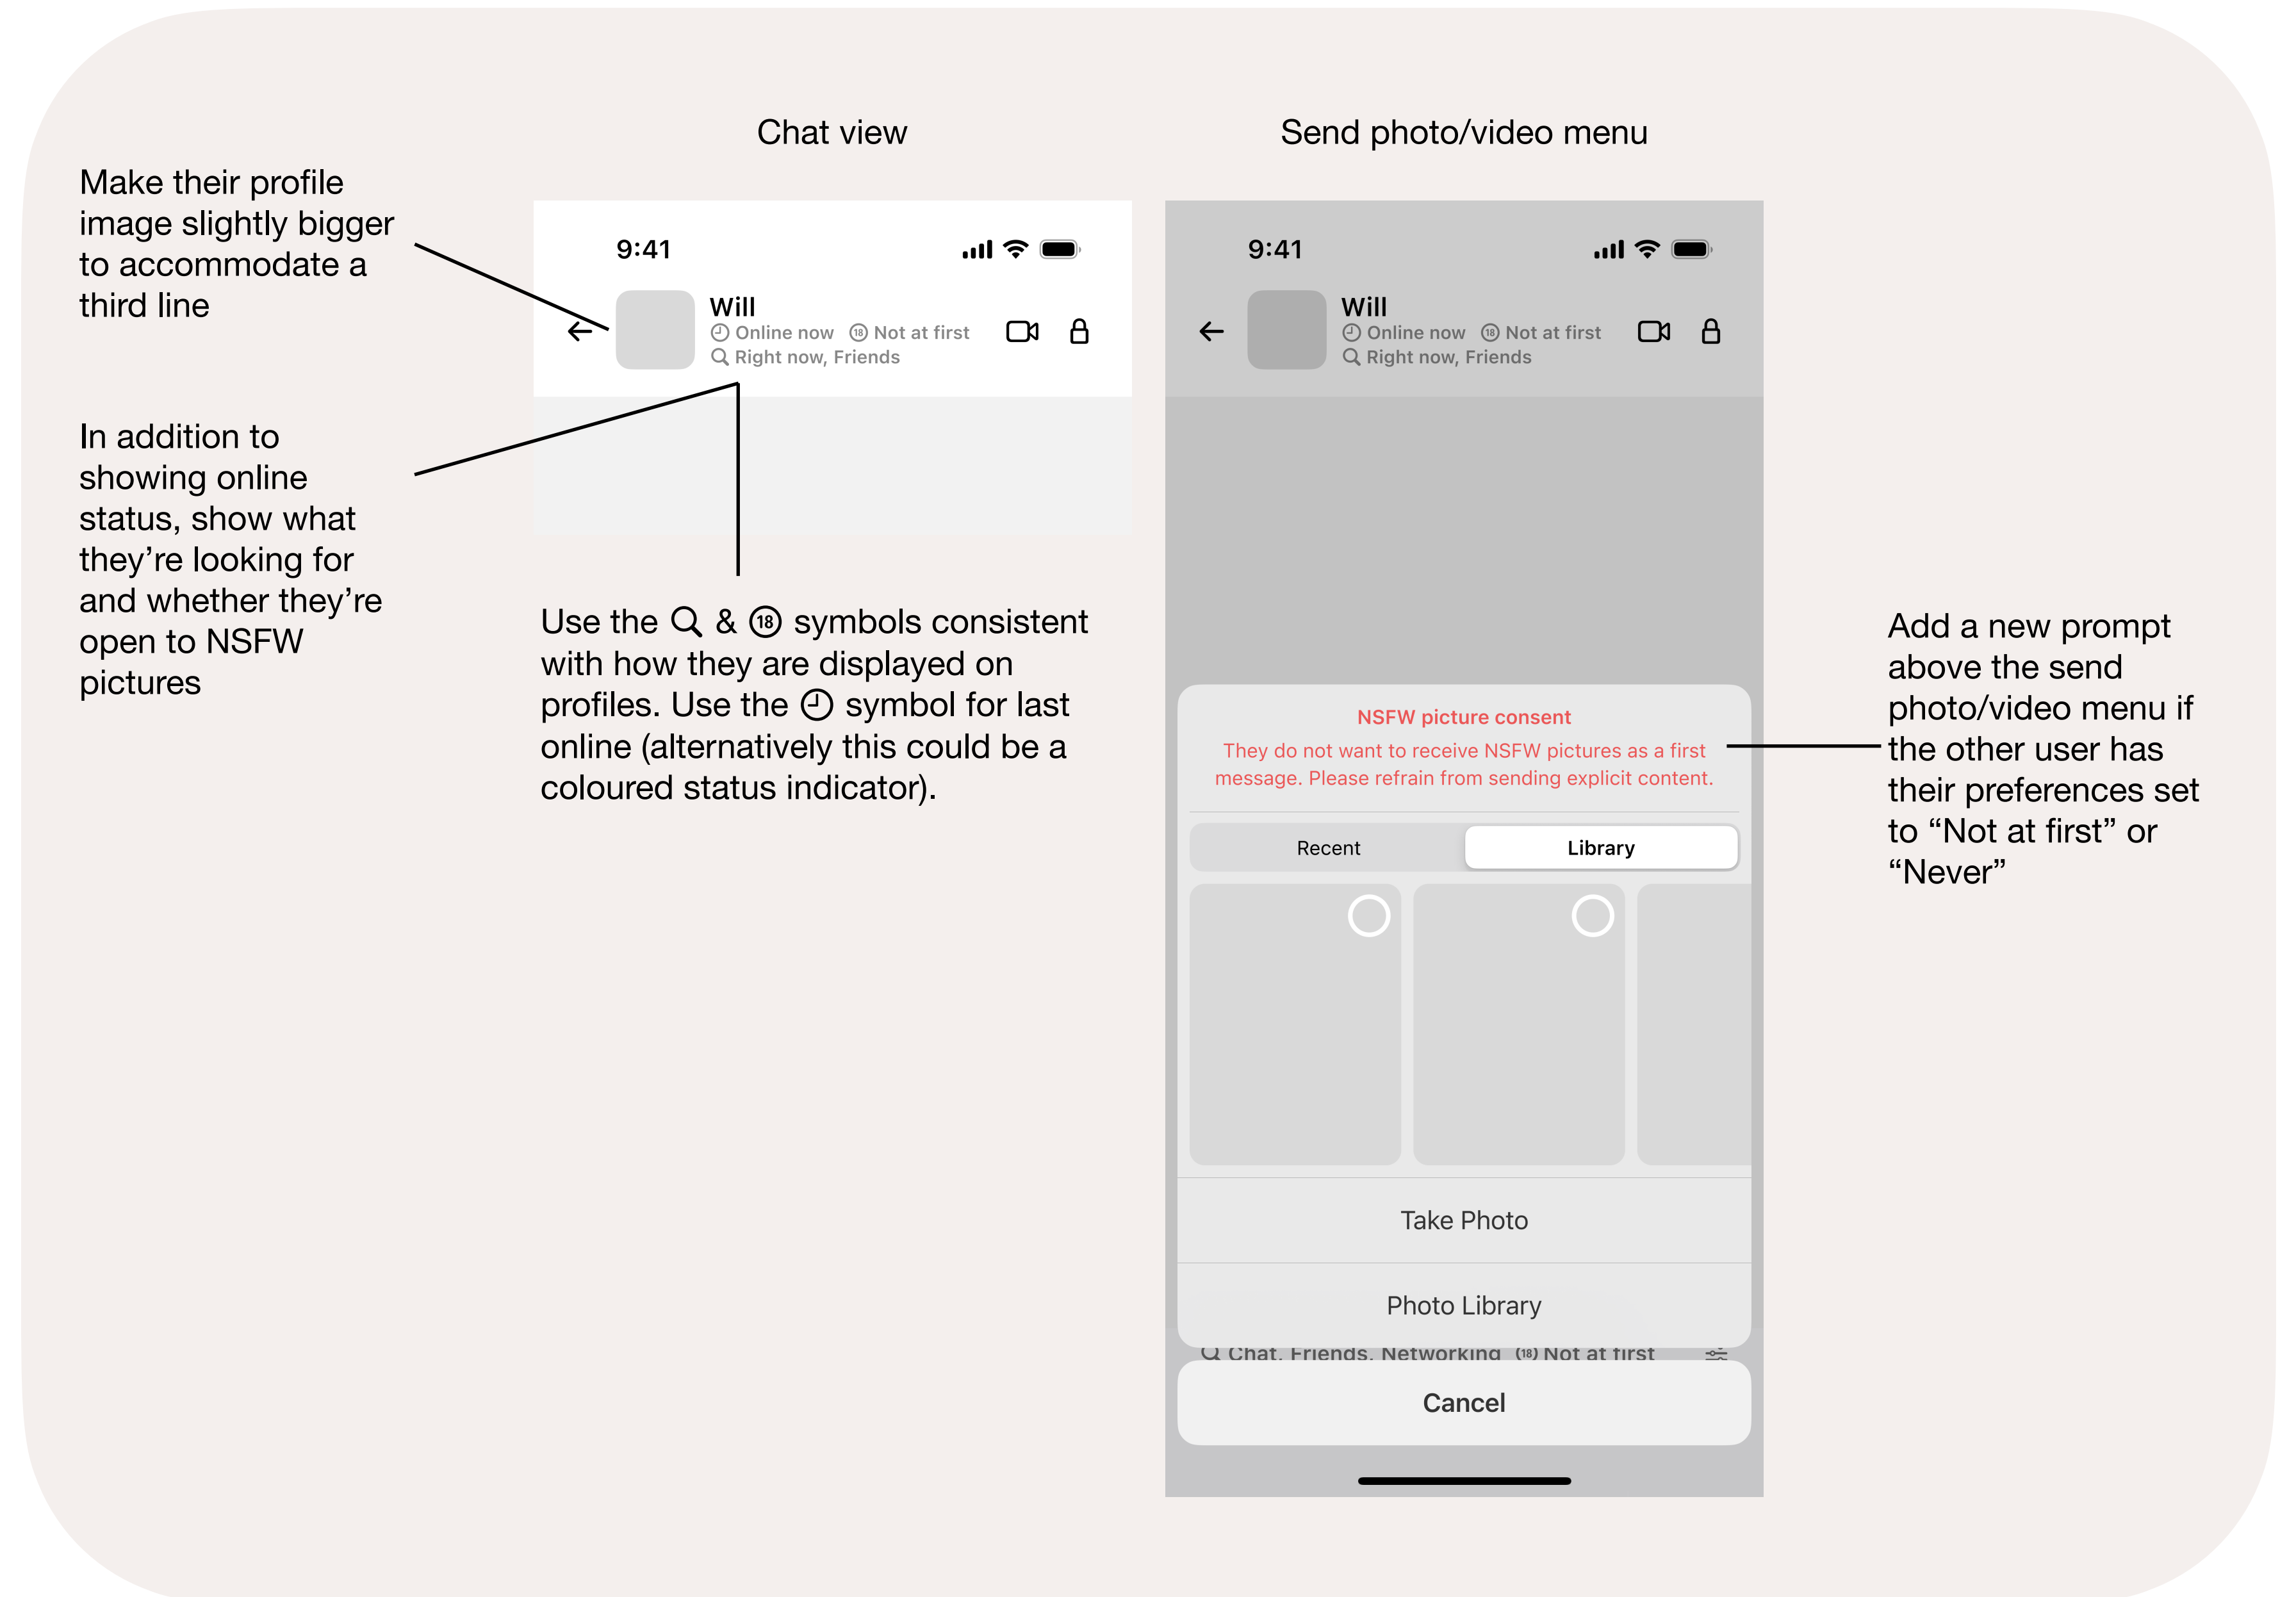 Chat view
Send photo/video menu
Make their profile
image slightly bigger
to accommodate a
third line
In addition to
showing online
status, show what
they’re looking for
and whether they’re
open to NSFW
pictures
9:41
Will
Online now 18 Not at first
Right now, Friends
Use the & 18 symbols consistent
with how they are displayed on
profiles. Use the symbol for last
online (alternatively this could be a
coloured status indicator).
9:41
Will
Online now 18 Not at first
Right now, Friends
NSFW picture consent
They do not want to receive NSFW pictures as a first
message. Please refrain from sending explicit content.
Recent
Library
Take Photo
Photo Library
Chat, Friends, Networking 18 Not at first
Cancel
Add a new prompt
above the send
photo/video menu if
the other user has
their preferences set
to “Not at first” or
“Never”